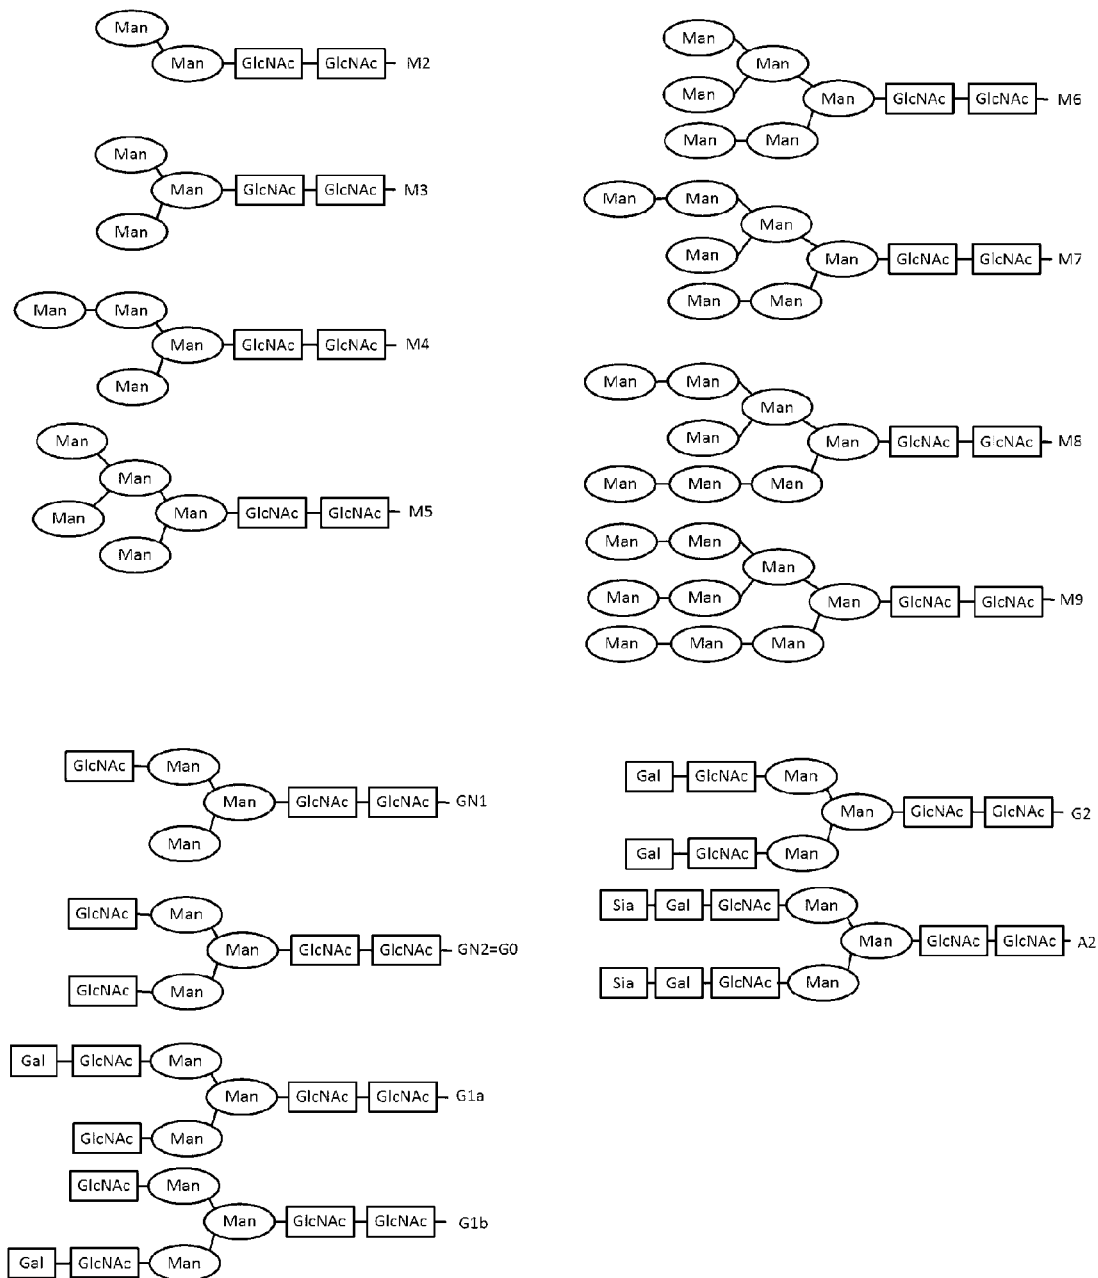 Man
Man GlcNAc GlcNAc M2
Man
Man GlcNAc GlcNAc M3
Man
Man Man
Man GlcNAc GlcNAc M4
Man
Man
Man
Man
Man GlcNAc GlcNAc M5
Man
Man
Man
Man
Man GlcNAc GlcNAc M6
Man Man
Man Man
Man
Man
Man GlcNAc GlcNAc M7
Man Man
Man Man
Man
Man
Man GlcNAc GlcNAc M8
Man Man Man
Man Man
Man
Man Man
Man GlcNAc GlcNAc M9
Man Man Man
GlcNAc Man
Man GlcNAc GlcNAc GN1
Man
GlcNAc Man
Man GlcNAc GlcNAc GN2=G0
GlcNAc Man
Gal GlcNAc Man
Man GlcNAc GlcNAc G1a
GlcNAc Man
GlcNAc Man
Man GlcNAc GlcNAc G1b
Gal GlcNAc Man
Gal GlcNAc Man
Man GlcNAc GlcNAc G2
Gal GlcNAc Man
Sia Gal GlcNAc Man
Man GlcNAc GlcNAc A2
Sia Gal GlcNAc Man